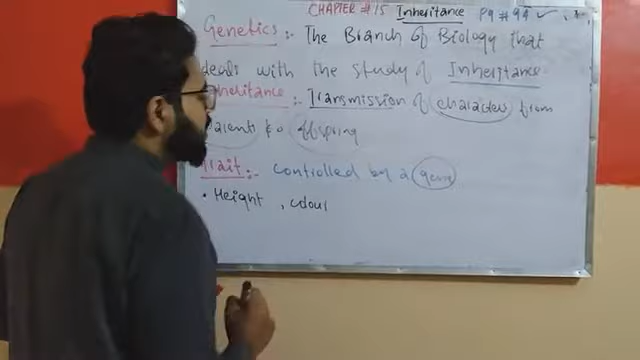 CHAPTER # 15 Inheritance Pg # 99
Genetics :- The Branch of Biology that
deals with the study of Inheritance
Inheritance :- Transmission of characters from
Parents to offspring
Trait :- controlled by a gene
• Height , colour